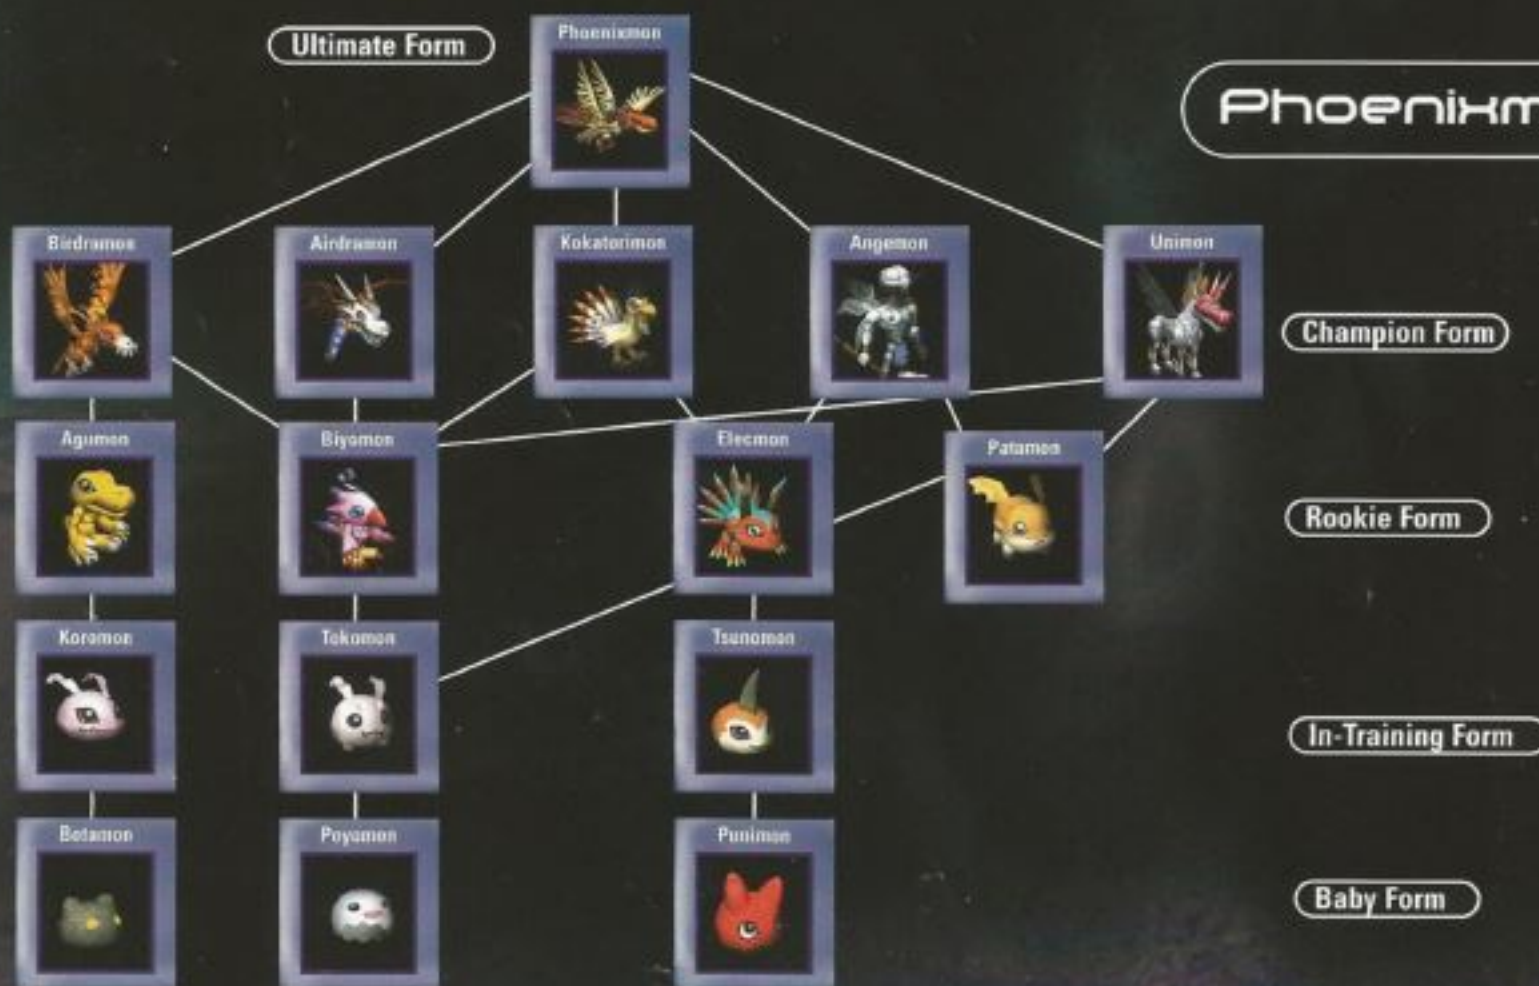 Ultimate Form
Phoenixmon
Phoenixm
Birdramon
Airdramon
Kokatorimon
Angemon
Unimon
Champion Form
Agumon
Biyomon
Elecmon
Patamon
Rookie Form
Koromon
Tokomon
Tsunomon
In-Training Form
Botamon
Poyomon
Punimon
Baby Form